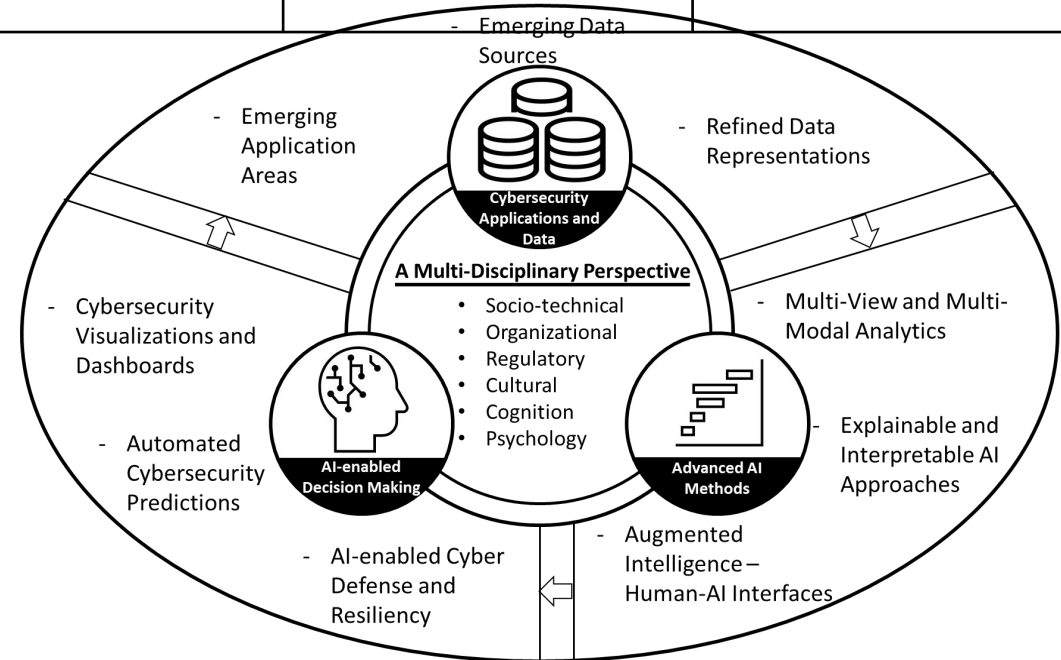 - Emerging Data
Sources
- Emerging
Application
Areas
- Refined Data
Representations
Cybersecurity
Applications and
Data
A Multi-Disciplinary Perspective
• Socio-technical
• Organizational
• Regulatory
• Cultural
• Cognition
• Psychology
- Cybersecurity
Visualizations and
Dashboards
- Multi-View and Multi-
Modal Analytics
- Automated
Cybersecurity
Predictions
AI-enabled
Decision Making
Advanced AI
Methods
- Explainable and
Interpretable AI
Approaches
- AI-enabled Cyber
Defense and
Resiliency
- Augmented
Intelligence –
Human-AI Interfaces